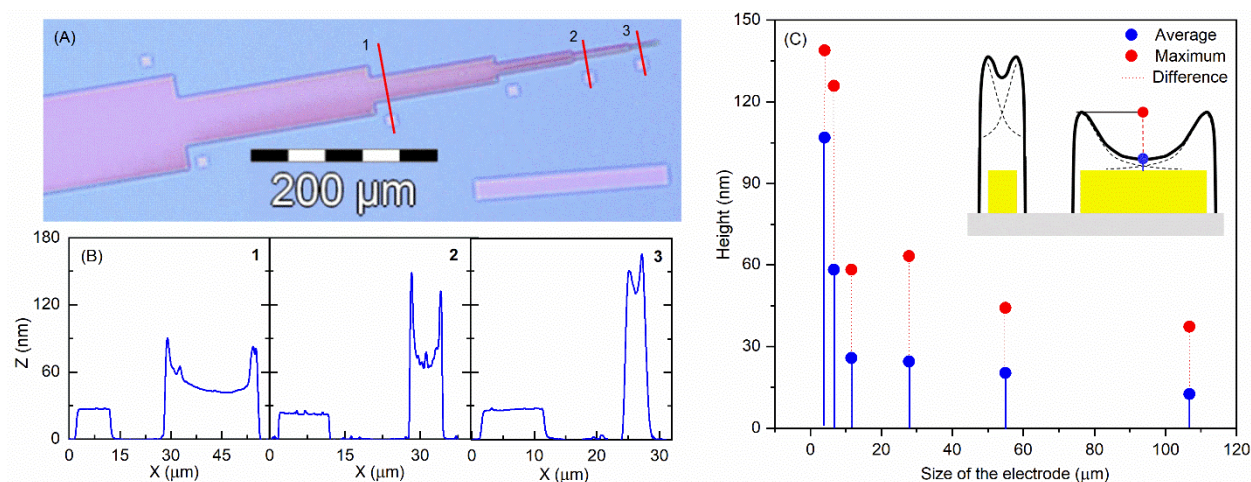 (A)
1
2
3
200 µm
(B)
1
2
3
Z (nm)
180
120
60
0
0 15 30 45
0 10 20 30
0 10 20 30
X (µm)
X (µm)
X (µm)
(C)
Average
Maximum
Difference
Height (nm)
150
120
90
60
30
0
0 20 40 60 80 100 120
Size of the electrode (µm)